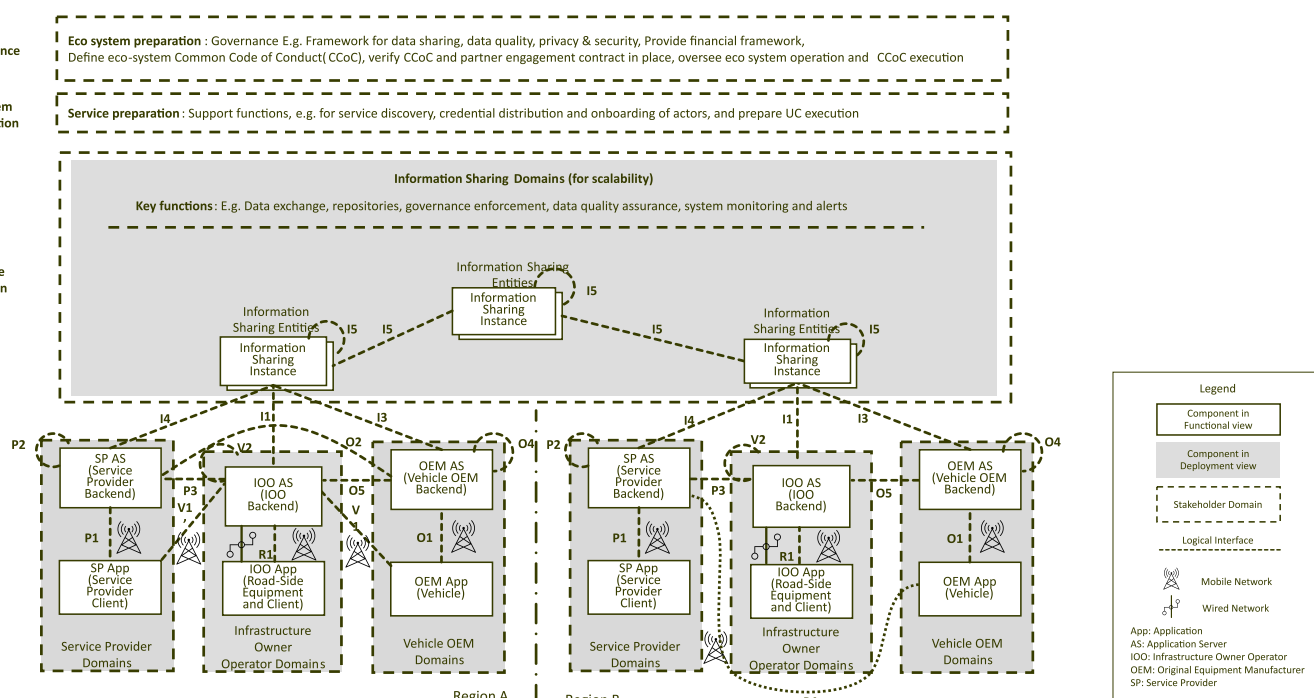 nce
Eco system preparation : Governance E.g. Framework for data sharing, data quality, privacy & security, Provide financial framework,
Define eco-system Common Code of Conduct( CCoC), verify CCoC and partner engagement contract in place, oversee eco system operation and CCoC execution
em
tion
Service preparation : Support functions, e.g. for service discovery, credential distribution and onboarding of actors, and prepare UC execution
Information Sharing Domains (for scalability)
Key functions : E.g. Data exchange, repositories, governance enforcement, data quality assurance, system monitoring and alerts
e
n
Information Sharing
Entities
I5
Information
Sharing
Instance
Information
Sharing Entities
I5
I5
Information
Sharing
Instance
I5
Information
Sharing Entities
I5
Information
Sharing
Instance
I4
I1
I3
I4
I1
I3
P2
SP AS
(Service
Provider
Backend)
P3
V2
IOO AS
(IOO
Backend)
O2
O5
OEM AS
(Vehicle OEM
Backend)
O4
V1
V
1
P1
R1
O1
SP App
(Service
Provider
Client)
IOO App
(Road-Side
Equipment
and Client)
OEM App
(Vehicle)
Service Provider
Domains
Infrastructure
Owner
Operator Domains
Vehicle OEM
Domains
P2
SP AS
(Service
Provider
Backend)
P3
V2
IOO AS
(IOO
Backend)
O5
OEM AS
(Vehicle OEM
Backend)
O4
P1
R1
O1
SP App
(Service
Provider
Client)
IOO App
(Road-Side
Equipment
and Client)
OEM App
(Vehicle)
Service Provider
Domains
Infrastructure
Owner
Operator Domains
Vehicle OEM
Domains
Region A
Region B
Legend
Component in
Functional view
Component in
Deployment view
Stakeholder Domain
Logical Interface
Mobile Network
Wired Network
App: Application
AS: Application Server
IOO: Infrastructure Owner Operator
OEM: Original Equipment Manufacturer
SP: Service Provider